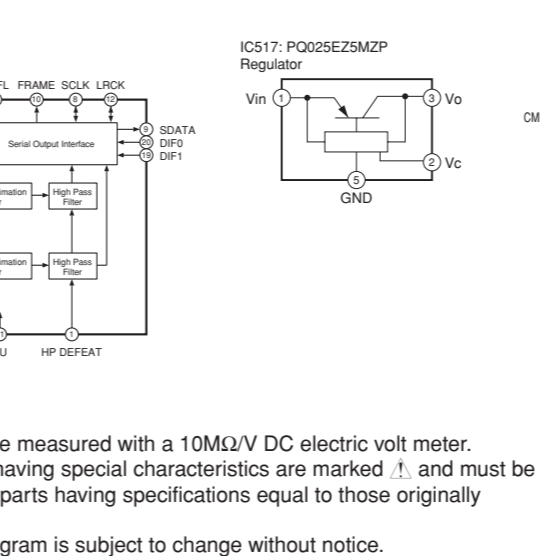 FL FRAME SCLK LRCK
10 8 12
Serial Output Interface
9 SDATA
20 DIF0
19 DIF1
High Pass
Filter
High Pass
Filter
1
HP DEFEAT
IC517: PQ025EZ5MZP
Regulator
Vin 1
3 Vo
2 Vc
5
GND
CM
e measured with a 10MΩ/V DC electric volt meter.
having special characteristics are marked ⚠ and must be
parts having specifications equal to those originally
gram is subject to change without notice.